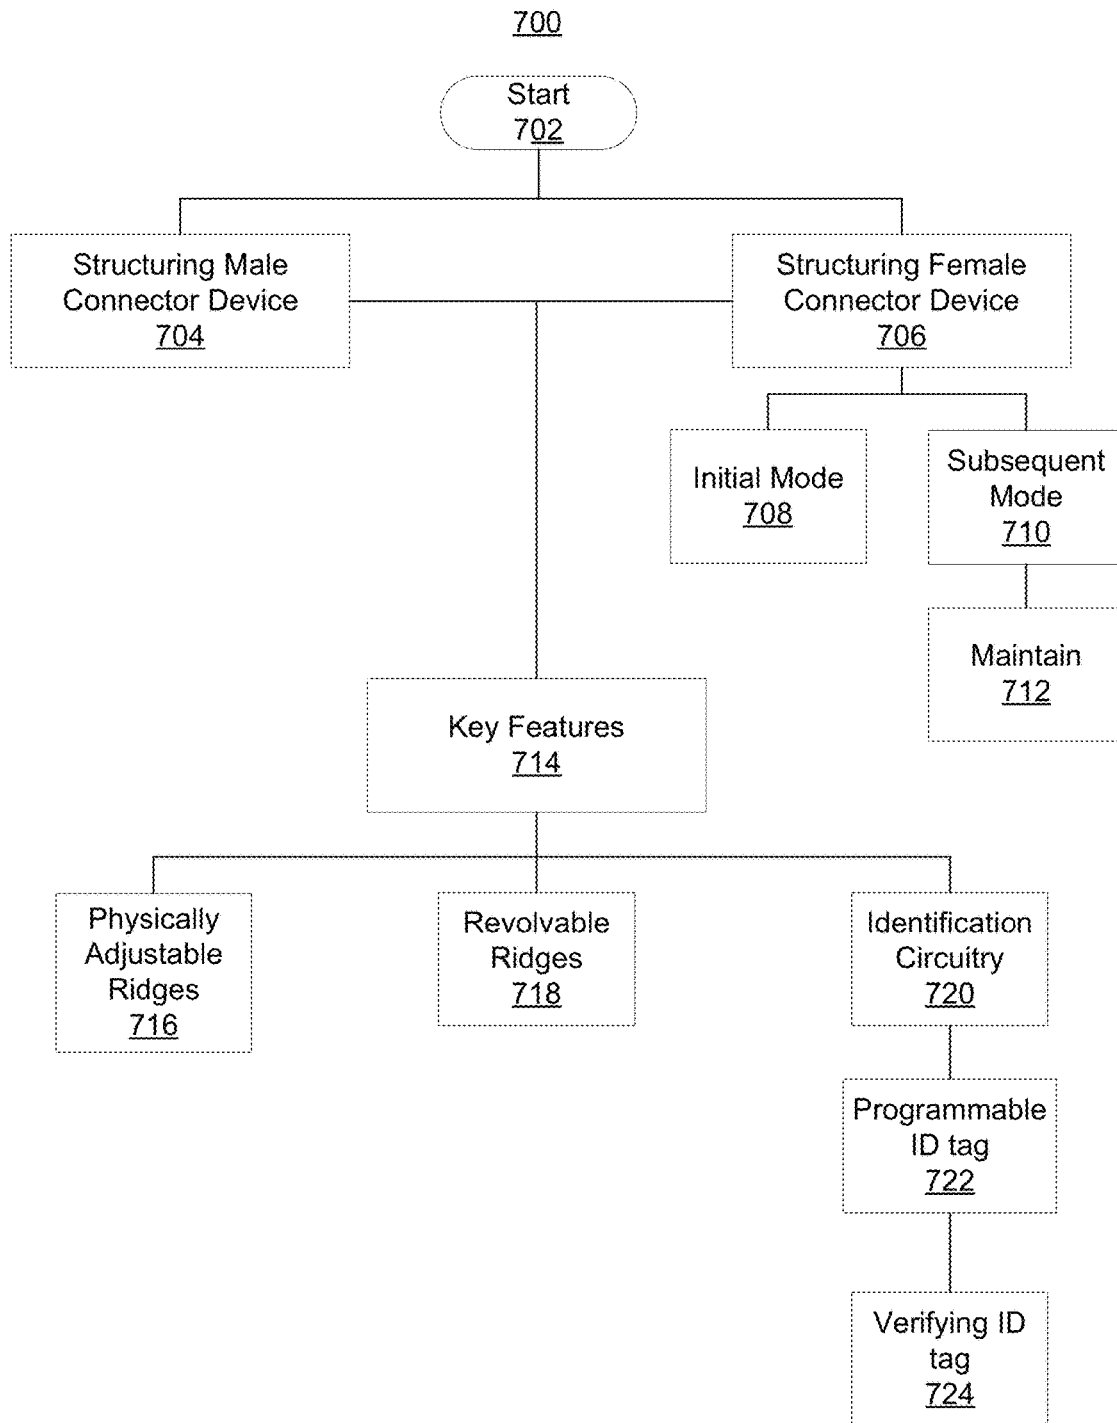 700
Start
702
Structuring Male
Connector Device
704
Structuring Female
Connector Device
706
Initial Mode
708
Subsequent
Mode
710
Maintain
712
Key Features
714
Physically
Adjustable
Ridges
716
Revolvable
Ridges
718
Identification
Circuitry
720
Programmable
ID tag
722
Verifying ID
tag
724